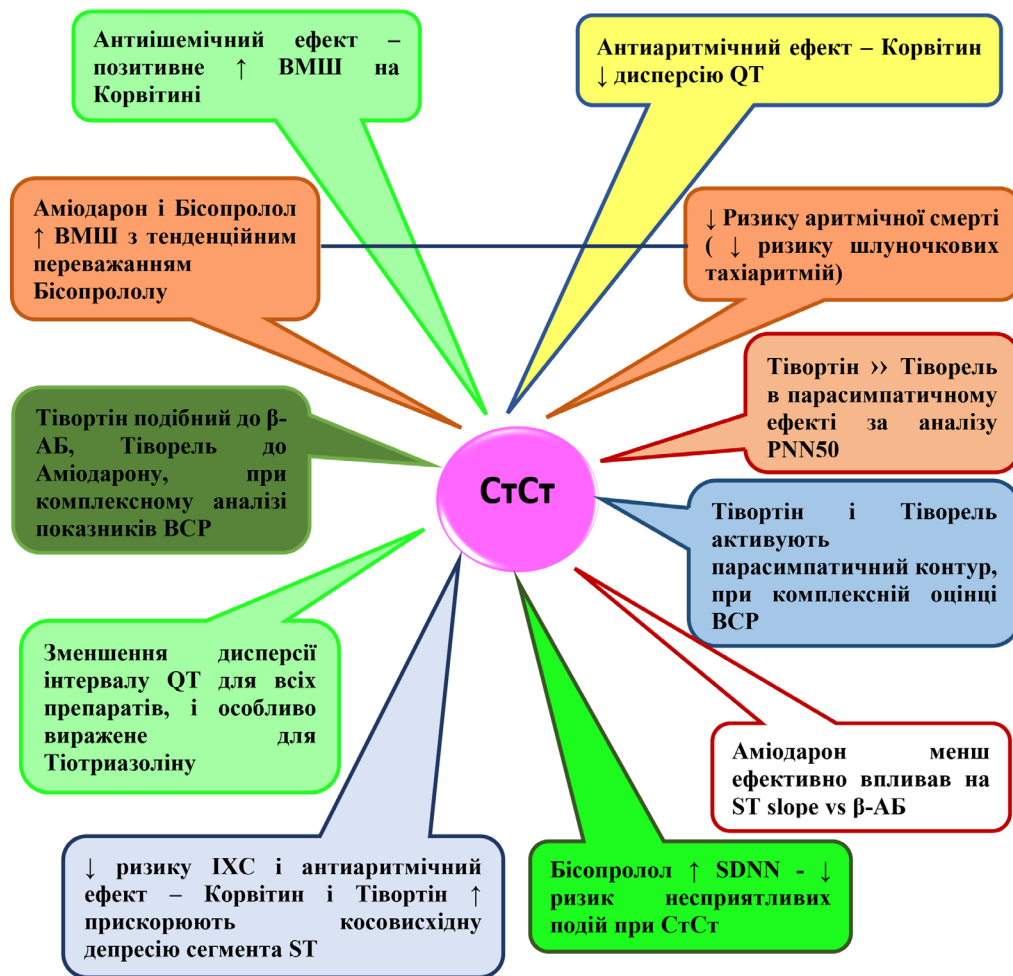 Антиішемічний ефект –
позитивне ↑ ВМШ на
Корвітині
Антиаритмічний ефект – Корвітин
↓ дисперсію QT
Аміодарон і Бісопролол
↑ ВМШ з тенденційним
переважанням
Бісопрололу
↓ Ризику аритмічної смерті
( ↓ ризику шлуночкових
тахіаритмій)
Тівортін ›› Тіворель
в парасимпатичному
ефекті за аналізу
PNN50
Тівортін подібний до β-
АБ, Тіворель до
Аміодарону, при
комплексному аналізі
показників ВСР
СтСт
Тівортін і Тіворель
активують
парасимпатичний контур,
при комплексній оцінці
ВСР
Зменшення дисперсії
інтервалу QT для всіх
препаратів, і особливо
виражене для
Тіотриазоліну
Аміодарон менш
ефективно впливав на
ST slope vs β-АБ
↓ ризику ІХС і антиаритмічний
ефект – Корвітин і Тівортін ↑
прискорюють косовисхідну
депресію сегмента ST
Бісопролол ↑ SDNN - ↓
ризик несприятливих
подій при СтСт